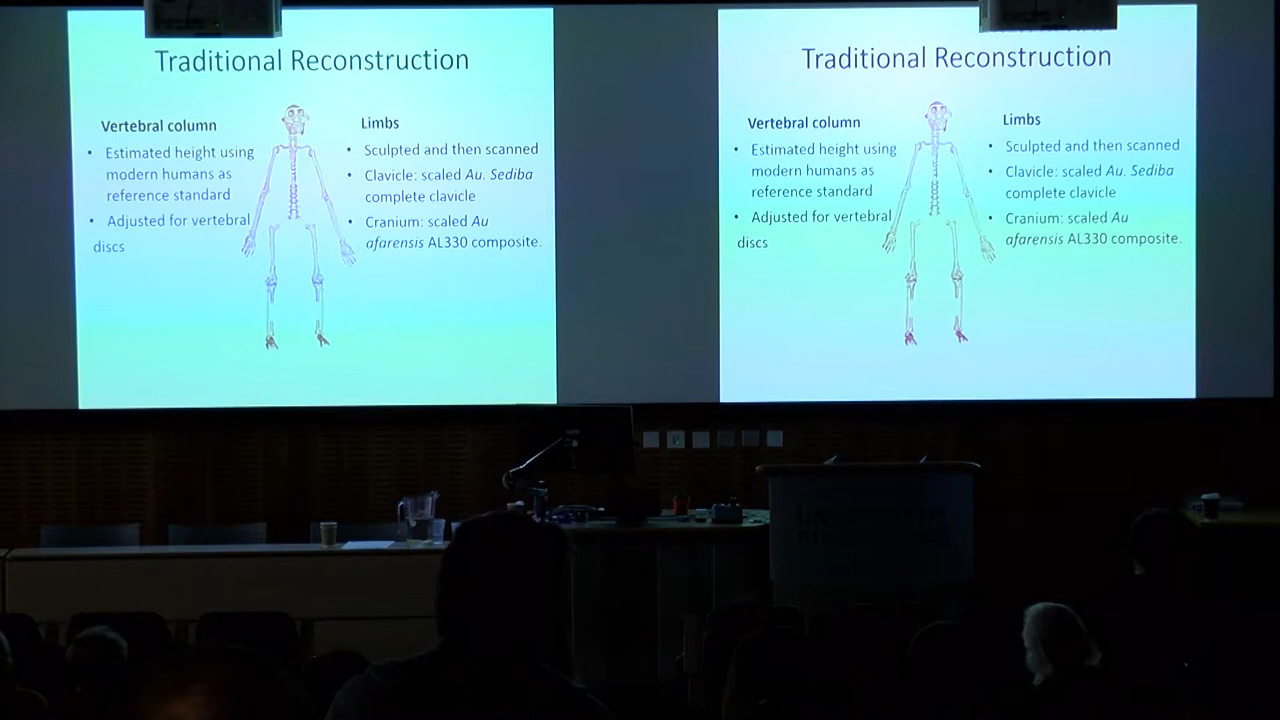 Traditional Reconstruction
Vertebral column
• Estimated height using
modern humans as
reference standard
• Adjusted for vertebral
discs
Limbs
• Sculpted and then scanned
• Clavicle: scaled Au. Sediba
complete clavicle
• Cranium: scaled Au
afarensis AL330 composite.
Traditional Reconstruction
Vertebral column
• Estimated height using
modern humans as
reference standard
• Adjusted for vertebral
discs
Limbs
• Sculpted and then scanned
• Clavicle: scaled Au. Sediba
complete clavicle
• Cranium: scaled Au
afarensis AL330 composite.